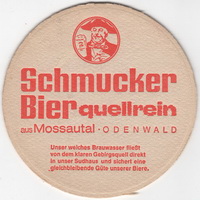 Schmucker
Bier quellrein
aus Mossautal - ODENWALD
Unser weiches Brauwasser fließt
von dem klaren Gebirgsquell direkt
in unser Sudhaus und sichert eine
gleichbleibende Güte unserer Biere.